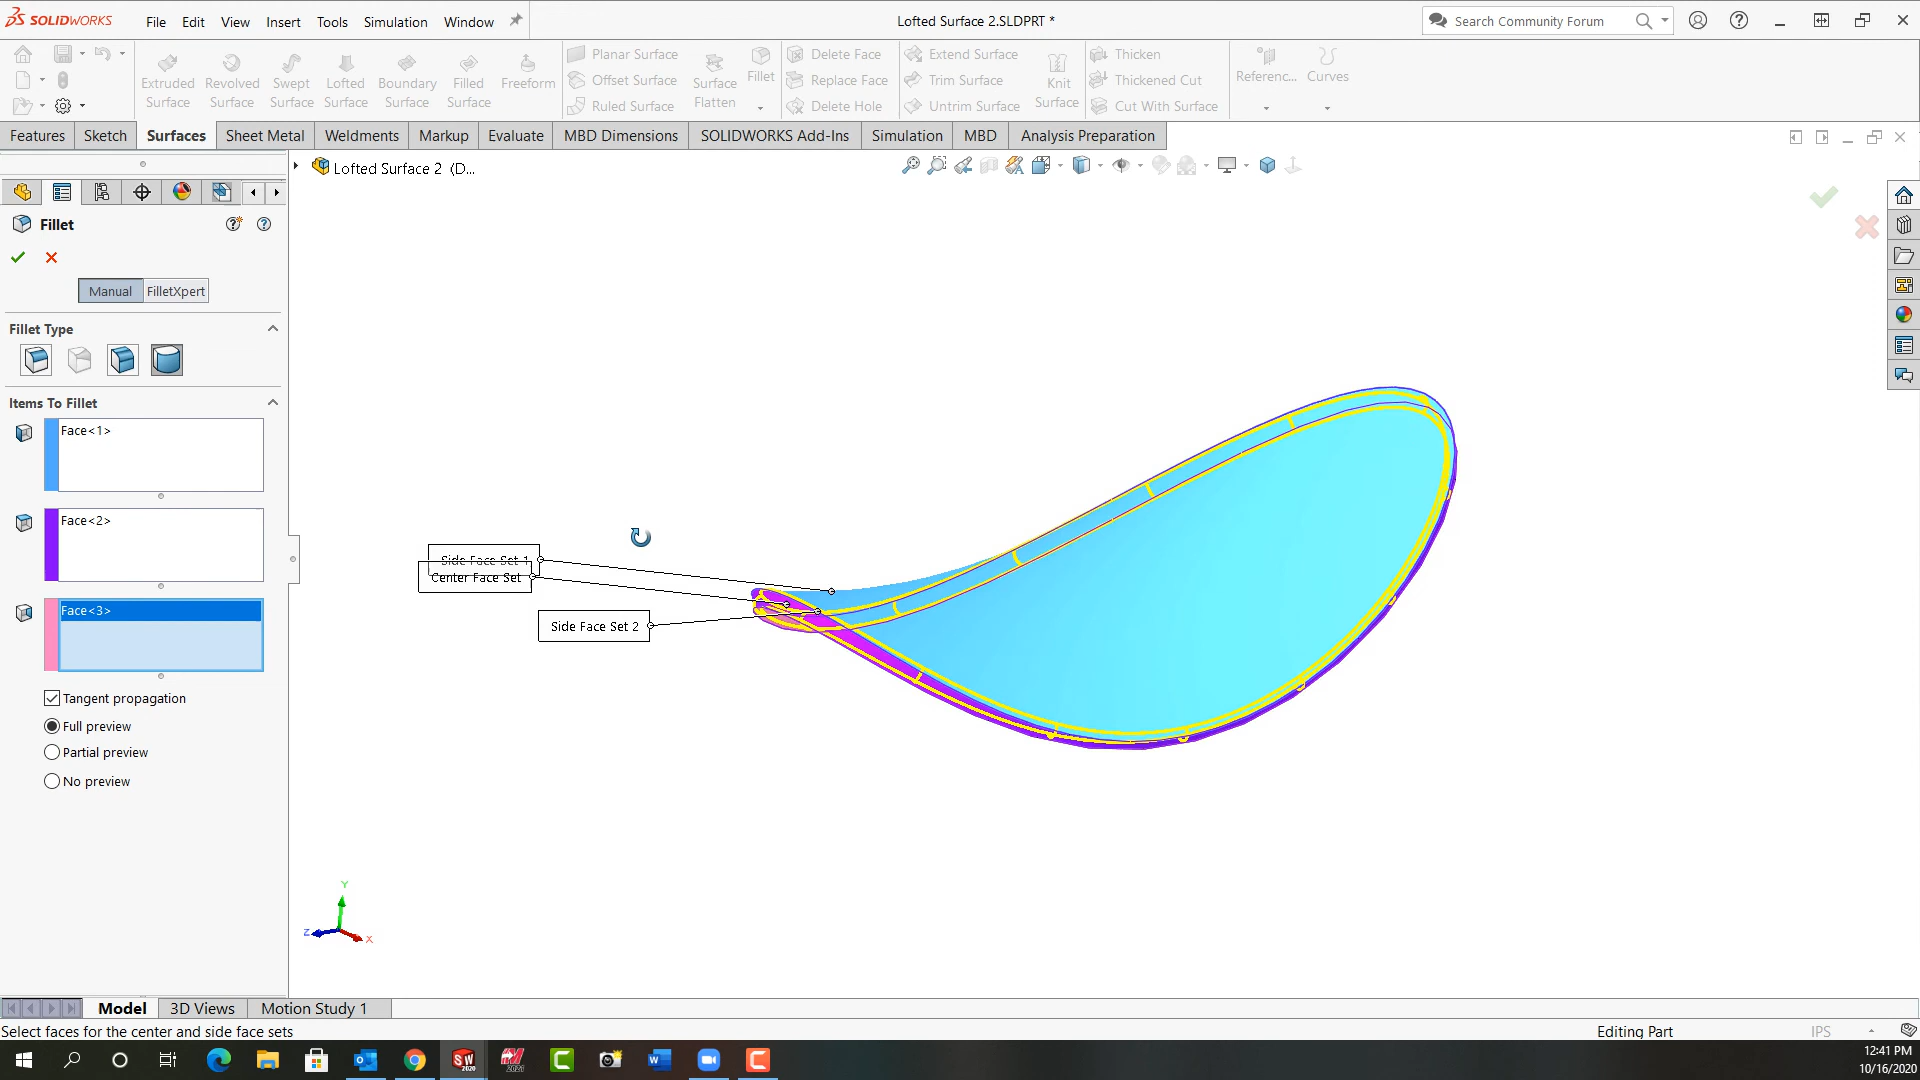 SOLIDWORKS File Edit View Insert Tools Simulation Window Lofted Surface 2.SLDPRT * Search Community Forum
Extruded Surface
Revolved Surface
Swept Surface
Lofted Surface
Boundary Surface
Filled Surface
Freeform
Planar Surface
Offset Surface
Ruled Surface
Surface Flatten
Fillet
Delete Face
Replace Face
Delete Hole
Extend Surface
Trim Surface
Untrim Surface
Knit Surface
Thicken
Thickened Cut
Cut With Surface
Referenc...
Curves
Features Sketch Surfaces Sheet Metal Weldments Markup Evaluate MBD Dimensions SOLIDWORKS Add-Ins Simulation MBD Analysis Preparation
Lofted Surface 2 (D...
Fillet
Manual FilletXpert
Fillet Type
Items To Fillet
Face<1>
Face<2>
Face<3>
Tangent propagation
Full preview
Partial preview
No preview
Side Face Set 1
Center Face Set
Side Face Set 2
Y
Z
X
Model 3D Views Motion Study 1
Select faces for the center and side face sets Editing Part IPS
12:41 PM
10/16/2020